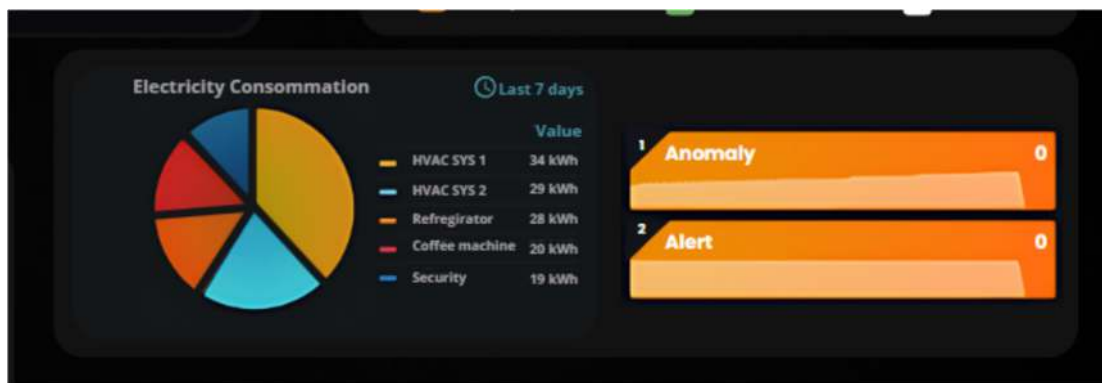 Electricity Consommation
Last 7 days
Value
HVAC SYS 1 34 kWh
HVAC SYS 2 29 kWh
Refregirator 28 kWh
Coffee machine 20 kWh
Security 19 kWh
1 Anomaly 0
2 Alert 0